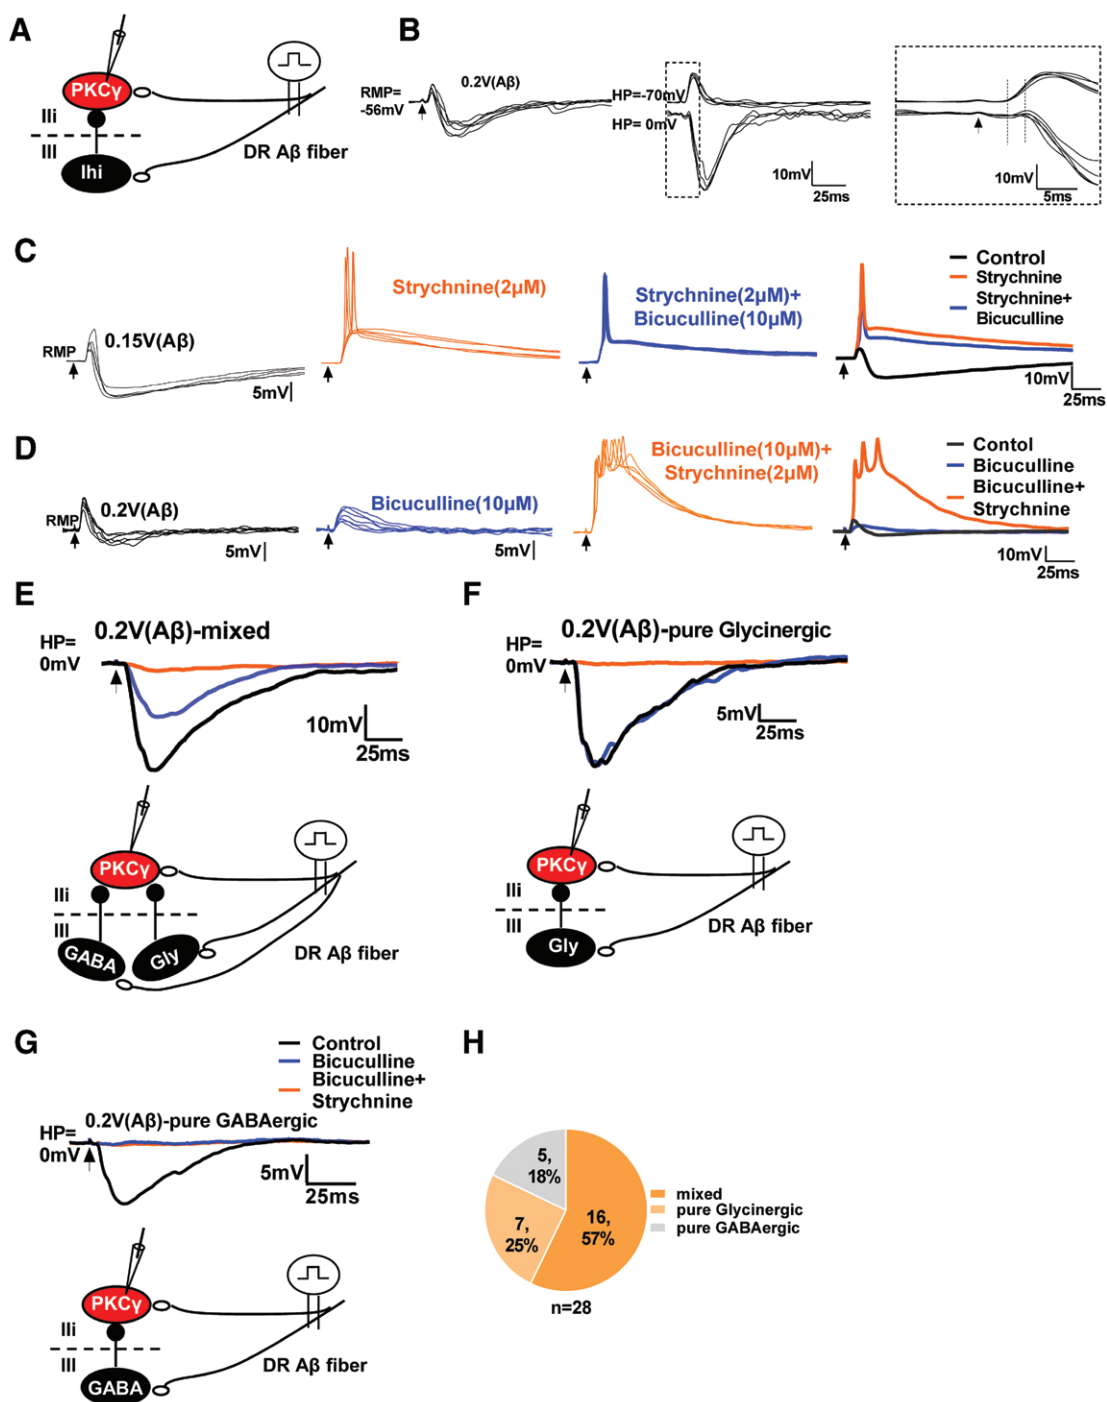 A
PKCγ
IIi
III
Ihi
DR Aβ fiber
B
RMP=
-56mV
0.2V(Aβ)
HP=-70mV
HP= 0mV
10mV
25ms
10mV
5ms
C
RMP
0.15V(Aβ)
5mV
Strychnine(2μM)
Strychnine(2μM)+
Bicuculline(10μM)
Control
Strychnine
Strychnine+
Bicuculline
10mV
25ms
D
RMP
0.2V(Aβ)
5mV
Bicuculline(10μM)
5mV
Bicuculline(10μM)+
Strychnine(2μM)
Contol
Bicuculline
Bicuculline+
Strychnine
10mV
25ms
E
HP=
0mV
0.2V(Aβ)-mixed
10mV
25ms
PKCγ
IIi
III
GABA
Gly
DR Aβ fiber
F
HP=
0mV
0.2V(Aβ)-pure Glycinergic
5mV
25ms
PKCγ
IIi
III
Gly
DR Aβ fiber
G
Control
Bicuculline
Bicuculline+
Strychnine
HP=
0mV
0.2V(Aβ)-pure GABAergic
5mV
25ms
PKCγ
IIi
III
GABA
DR Aβ fiber
H
5,
18%
7,
25%
16,
57%
mixed
pure Glycinergic
pure GABAergic
n=28